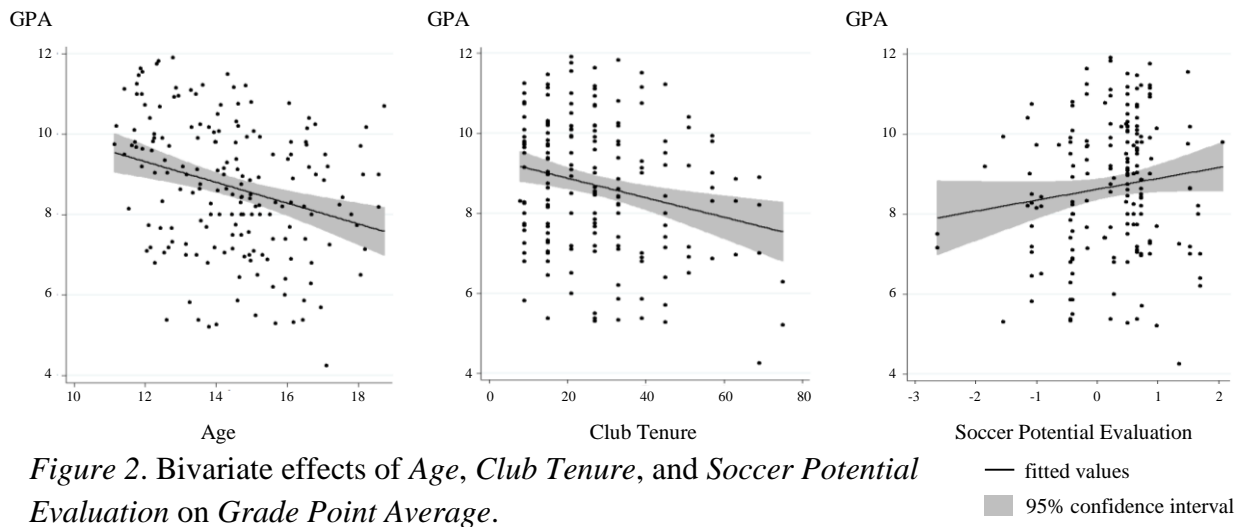 GPA
12
10
8
6
4
10 12 14 16 18
Age
GPA
12
10
8
6
4
0 20 40 60 80
Club Tenure
GPA
12
10
8
6
4
-3 -2 -1 0 1 2
Soccer Potential Evaluation
Figure 2. Bivariate effects of Age, Club Tenure, and Soccer Potential
Evaluation on Grade Point Average.
fitted values
95% confidence interval